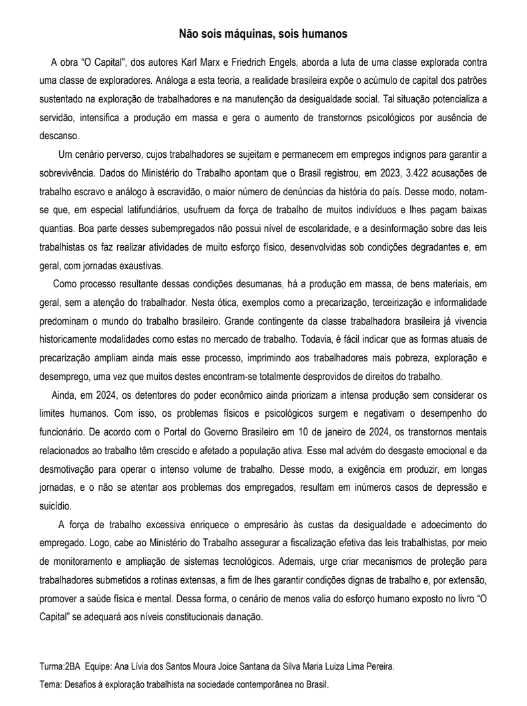 Não sois máquinas, sois humanos
A obra "O Capital", dos autores Karl Marx e Friedrich Engels, aborda a luta de uma classe explorada contra
uma classe de exploradores. Análoga a esta teoria, a realidade brasileira expõe o acúmulo de capital dos patrões
sustentado na exploração de trabalhadores e na manutenção da desigualdade social. Tal situação potencializa a
servidão, intensifica a produção em massa e gera o aumento de transtornos psicológicos por ausência de
descanso.
Um cenário perverso, cujos trabalhadores se sujeitam e permanecem em empregos indignos para garantir a
sobrevivência. Dados do Ministério do Trabalho apontam que o Brasil registrou, em 2023, 3.422 acusações de
trabalho escravo e análogo à escravidão, o maior número de denúncias da história do país. Desse modo, notam-
se que, em especial latifundiários, usufruem da força de trabalho de muitos indivíduos e lhes pagam baixas
quantias. Boa parte desses subempregados não possui nível de escolaridade, e a desinformação sobre das leis
trabalhistas os faz realizar atividades de muito esforço físico, desenvolvidas sob condições degradantes e, em
geral, com jornadas exaustivas.
Como processo resultante dessas condições desumanas, há a produção em massa, de bens materiais, em
geral, sem a atenção do trabalhador. Nesta ótica, exemplos como a precarização, terceirização e informalidade
predominam o mundo do trabalho brasileiro. Grande contingente da classe trabalhadora brasileira já vivencia
historicamente modalidades como estas no mercado de trabalho. Todavia, é fácil indicar que as formas atuais de
precarização ampliam ainda mais esse processo, imprimindo aos trabalhadores mais pobreza, exploração e
desemprego, uma vez que muitos destes encontram-se totalmente desprovidos de direitos do trabalho.
Ainda, em 2024, os detentores do poder econômico ainda priorizam a intensa produção sem considerar os
limites humanos. Com isso, os problemas físicos e psicológicos surgem e negativam o desempenho do
funcionário. De acordo com o Portal do Governo Brasileiro em 10 de janeiro de 2024, os transtornos mentais
relacionados ao trabalho têm crescido e afetado a população ativa. Esse mal advém do desgaste emocional e da
desmotivação para operar o intenso volume de trabalho. Desse modo, a exigência em produzir, em longas
jornadas, e o não se atentar aos problemas dos empregados, resultam em inúmeros casos de depressão e
suicídio.
A força de trabalho excessiva enriquece o empresário às custas da desigualdade e adoecimento do
empregado. Logo, cabe ao Ministério do Trabalho assegurar a fiscalização efetiva das leis trabalhistas, por meio
de monitoramento e ampliação de sistemas tecnológicos. Ademais, urge criar mecanismos de proteção para
trabalhadores submetidos a rotinas extensas, a fim de lhes garantir condições dignas de trabalho e, por extensão,
promover a saúde física e mental. Dessa forma, o cenário de menos valia do esforço humano exposto no livro "O
Capital" se adequará aos níveis constitucionais danação.
Turma:2BA Equipe: Ana Lívia dos Santos Moura Joice Santana da Silva Maria Luiza Lima Pereira.
Tema: Desafios à exploração trabalhista na sociedade contemporânea no Brasil.